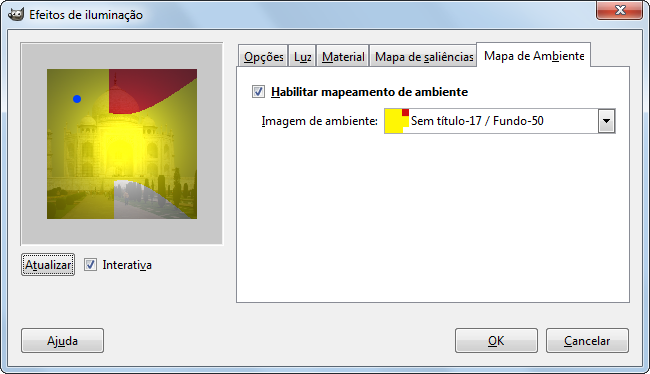 Efeitos de iluminação
Opções Luz Material Mapa de saliências Mapa de Ambiente
Habilitar mapeamento de ambiente
Imagem de ambiente: Sem título-17 / Fundo-50
Atualizar Interativa
Ajuda OK Cancelar